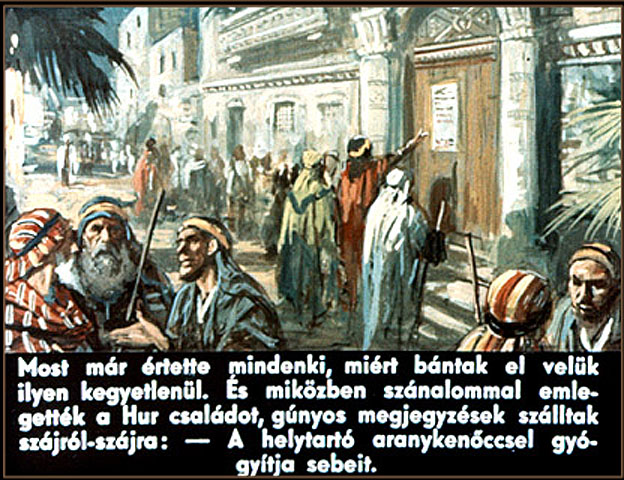 Most már értette mindenki, miért bántak el velük
ilyen kegyetlenül. És miközben szánalommal emle-
gették a Hur családot, gúnyos megjegyzések szálltak
szájról-szájra: — A helytartó aranykenőccsel gyó-
gyítja sebeit.